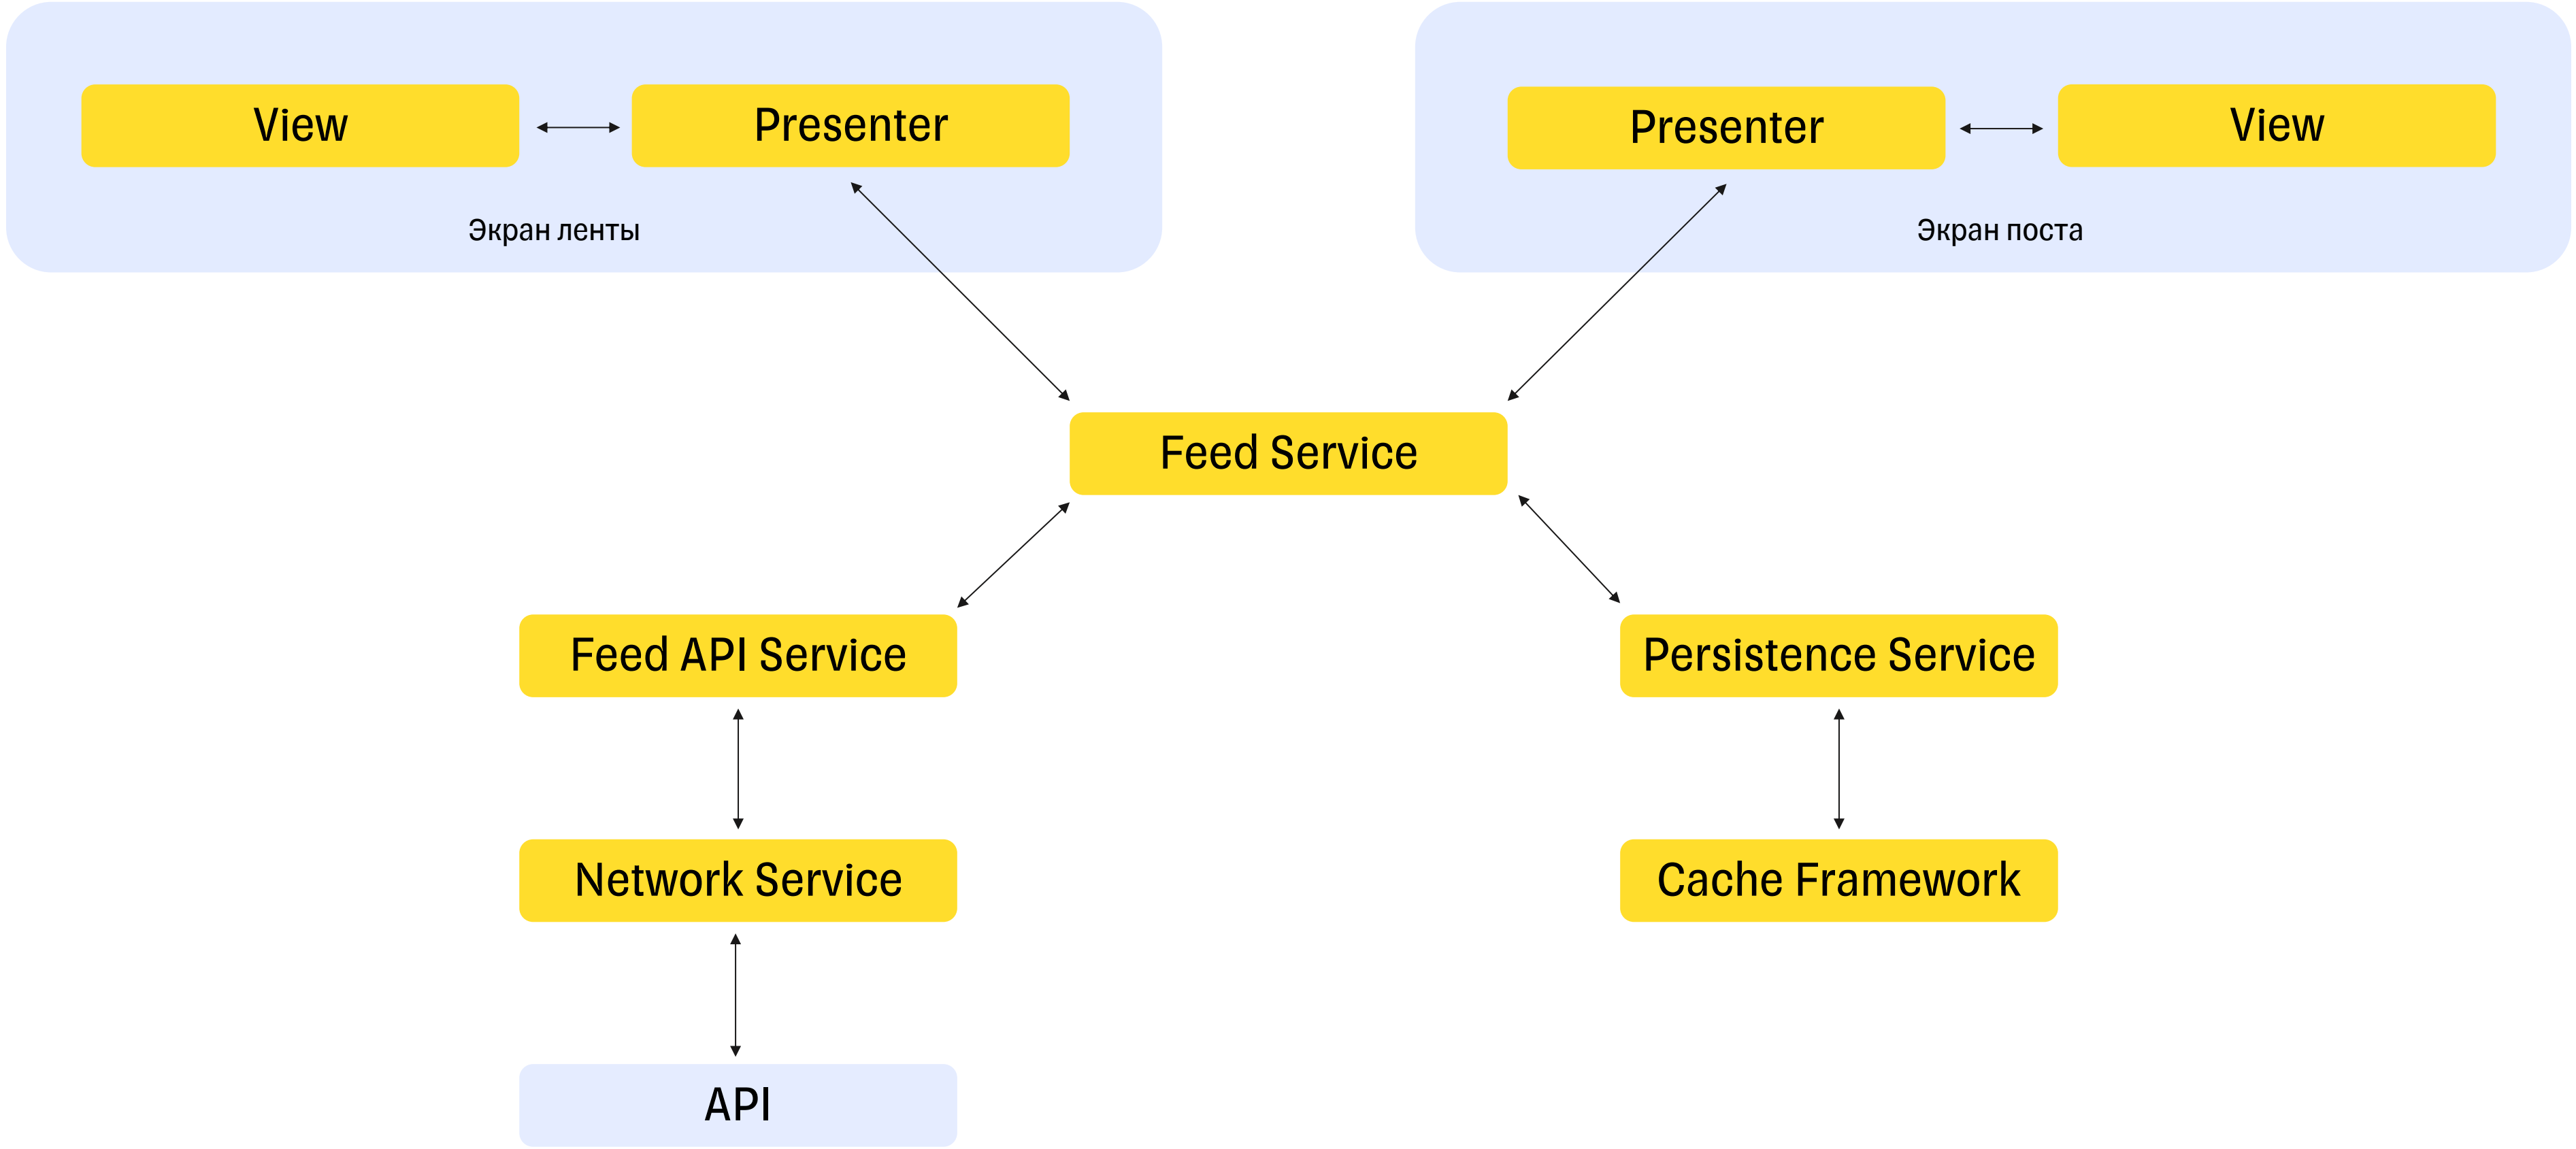 View
Presenter
Экран ленты
Presenter
View
Экран поста
Feed Service
Feed API Service
Persistence Service
Network Service
Cache Framework
API